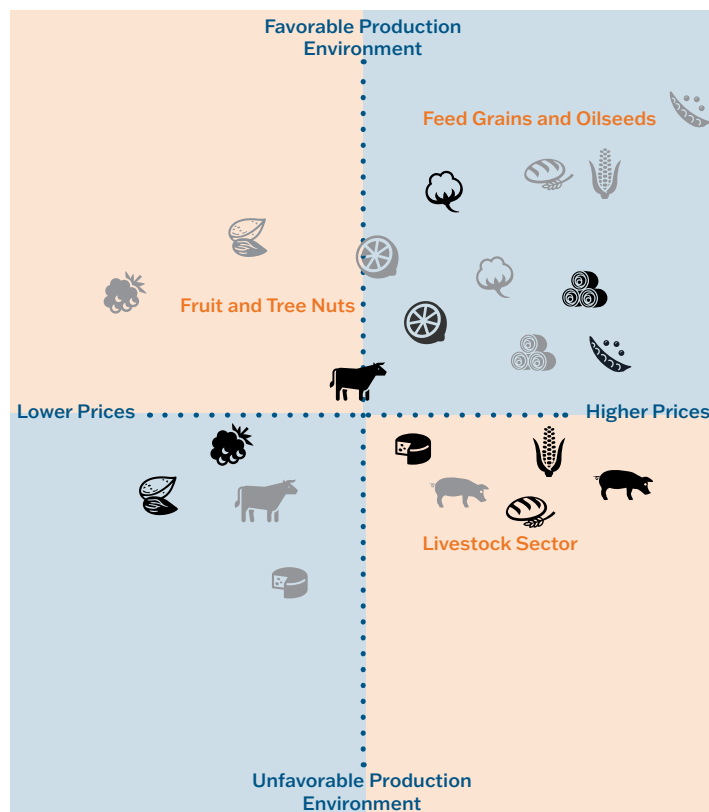 Favorable Production
Environment
Feed Grains and Oilseeds
Fruit and Tree Nuts
Lower Prices
Higher Prices
Livestock Sector
Unfavorable Production
Environment